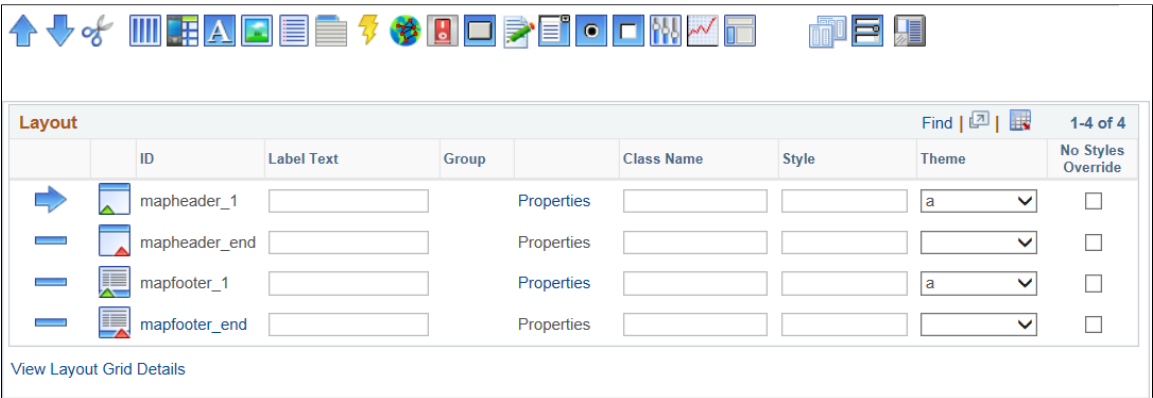 A
Layout
Find | | 1-4 of 4
ID Label Text Group Class Name Style Theme No Styles Override
mapheader_1 Properties a
mapheader_end Properties
mapfooter_1 Properties a
mapfooter_end Properties
View Layout Grid Details